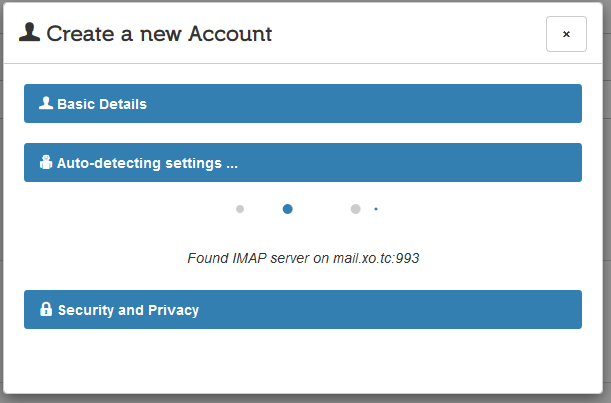 Create a new Account
×
Basic Details
Auto-detecting settings ...
Found IMAP server on mail.xo.tc:993
Security and Privacy